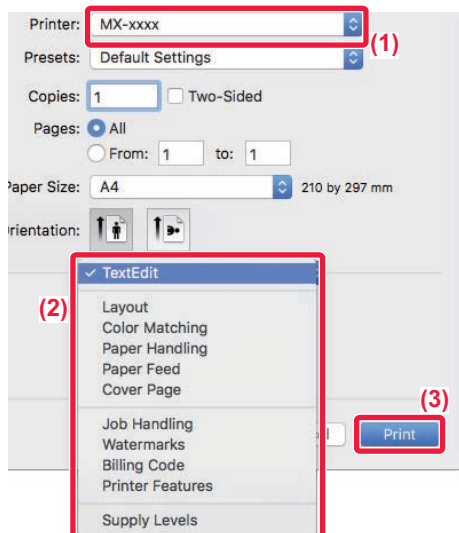 Printer: MX-xxxx
(1)
Presets: Default Settings
Copies: 1 Two-Sided
Pages: All
From: 1 to: 1
Paper Size: A4 210 by 297 mm
Orientation:
(2)
✓ TextEdit
Layout
Color Matching
Paper Handling
Paper Feed
Cover Page
(3)
Job Handling
Watermarks
Print
Billing Code
Printer Features
Supply Levels